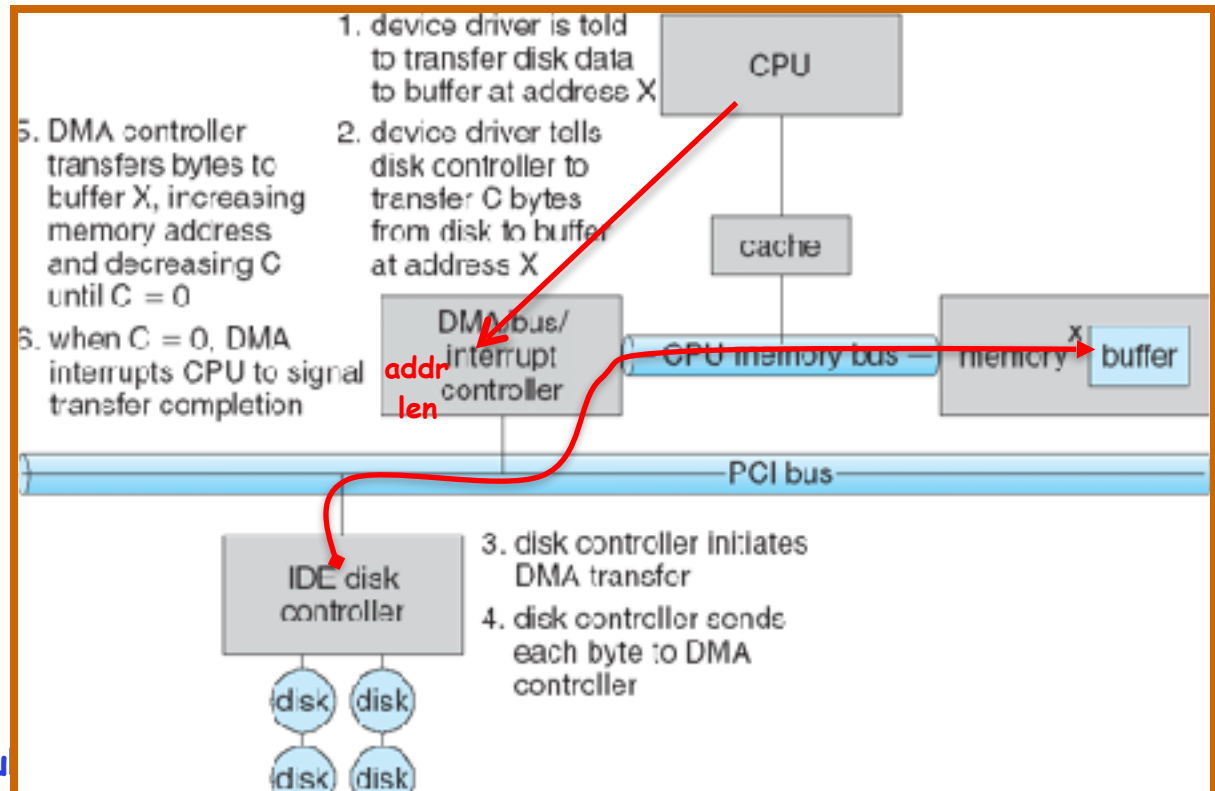 1. device driver is told
to transfer disk data
to buffer at address X
CPU
5. DMA controller
transfers bytes to
buffer X, increasing
memory address
and decreasing C
until C = 0
2. device driver tells
disk controller to
transfer C bytes
from disk to buffer
at address X
cache
6. when C = 0, DMA
interrupts CPU to signal
transfer completion
addr
len
DMA/bus/
interrupt
controller
CPU memory bus
memory
x
buffer
PCI bus
IDE disk
controller
3. disk controller initiates
DMA transfer
4. disk controller sends
each byte to DMA
controller
disk
disk
disk
disk